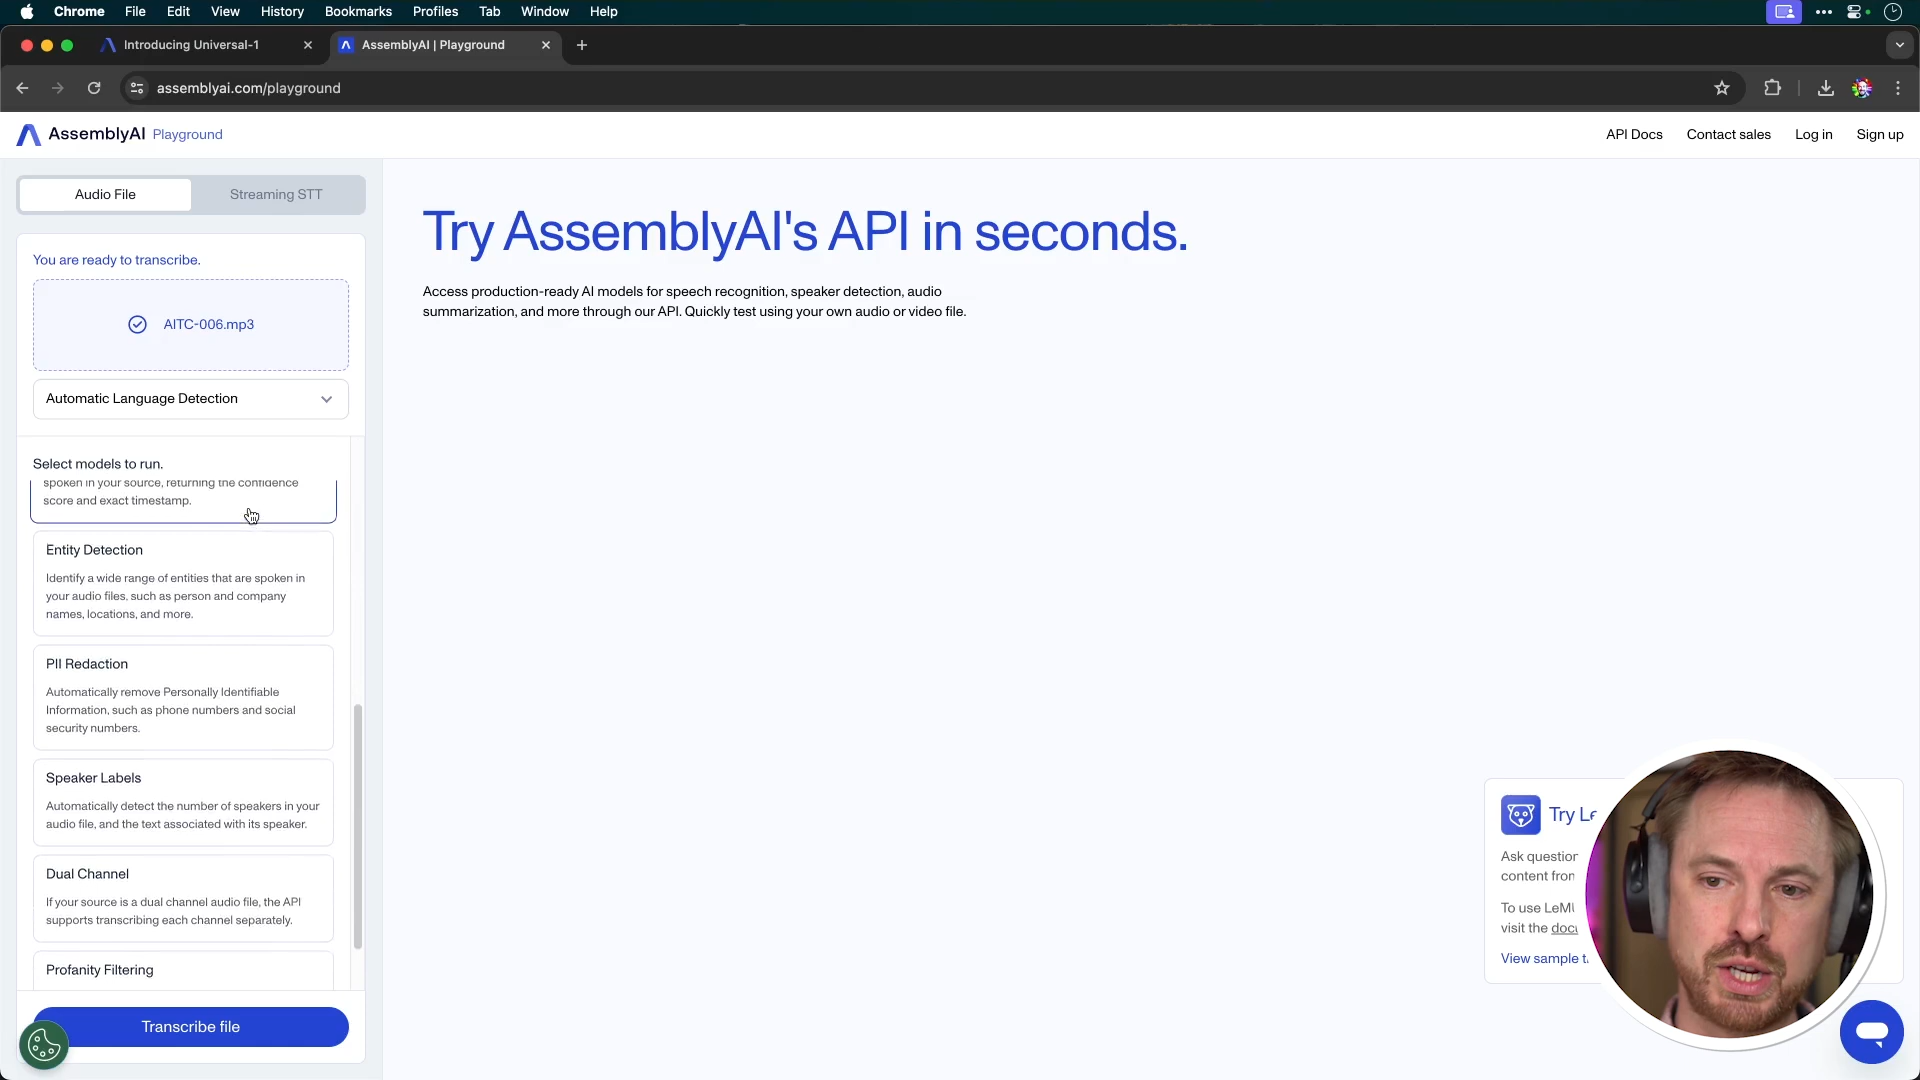 Chrome File Edit View History Bookmarks Profiles Tab Window Help
Introducing Universal-1
AssemblyAI | Playground
assemblyai.com/playground
AssemblyAI Playground
API Docs Contact sales Log in Sign up
Audio File Streaming STT
You are ready to transcribe.
AITC-006.mp3
Automatic Language Detection
Select models to run.
spoken in your source, returning the confidence
score and exact timestamp.
Entity Detection
Identify a wide range of entities that are spoken in
your audio files, such as person and company
names, locations, and more.
PII Redaction
Automatically remove Personally Identifiable
Information, such as phone numbers and social
security numbers.
Speaker Labels
Automatically detect the number of speakers in your
audio file, and the text associated with its speaker.
Dual Channel
If your source is a dual channel audio file, the API
supports transcribing each channel separately.
Profanity Filtering
Transcribe file
Try AssemblyAI's API in seconds.
Access production-ready AI models for speech recognition, speaker detection, audio
summarization, and more through our API. Quickly test using your own audio or video file.
Try
Ask
content
To use
visit the
View sample